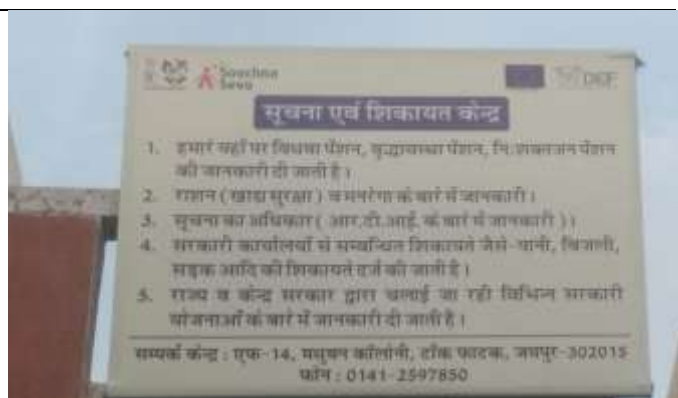 Soochna
Seva
DEF
सूचना एवं शिकायत केन्द्र
1. हमारे यहाँ पर विधवा पेंशन, वृद्धावस्था पेंशन, नि:शक्तजन पेंशन
की जानकारी दी जाती है।
2. राशन ( खाद्य सुरक्षा ) व मनरेगा के बारे में जानकारी।
3. सूचना का अधिकार ( आर.टी.आई. के बारे में जानकारी )।
4. सरकारी कार्यालयों से सम्बन्धित शिकायतें जैसे-पानी, बिजली,
सड़क आदि की शिकायतें दर्ज की जाती है।
5. राज्य व केन्द्र सरकार द्वारा चलाई जा रही विभिन्न सरकारी
योजनाओं के बारे में जानकारी दी जाती है।
सम्पर्क केन्द्र : एफ-14, मधुबन कॉलोनी, टोंक फाटक, जयपुर-302015
फोन : 0141-2597850